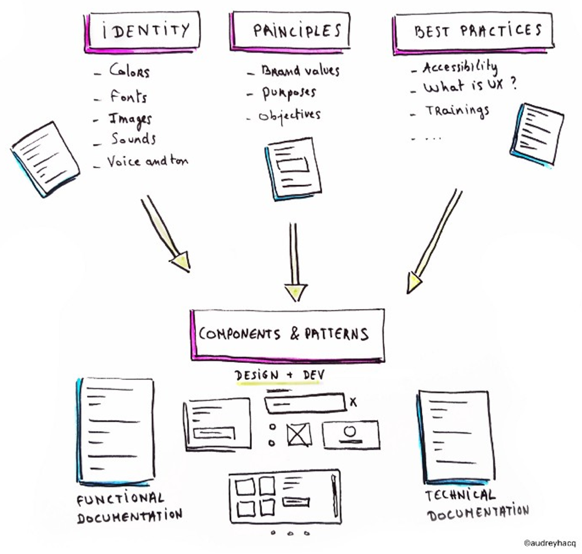 IDENTITY
- Colors
- Fonts
- Images
- Sounds
- Voice and ton
PRINCIPLES
- Brand values
- Purposes
- Objectives
BEST PRACTICES
- Accessibility
- What is UX ?
- TRAinings
- ...
COMPONENTS & PATTERNS
DESIGN + DEV
x
FUNCTIONAL
DOCUMENTATION
TECHNICAL
DOCUMENTATION
...
©audreyhacq